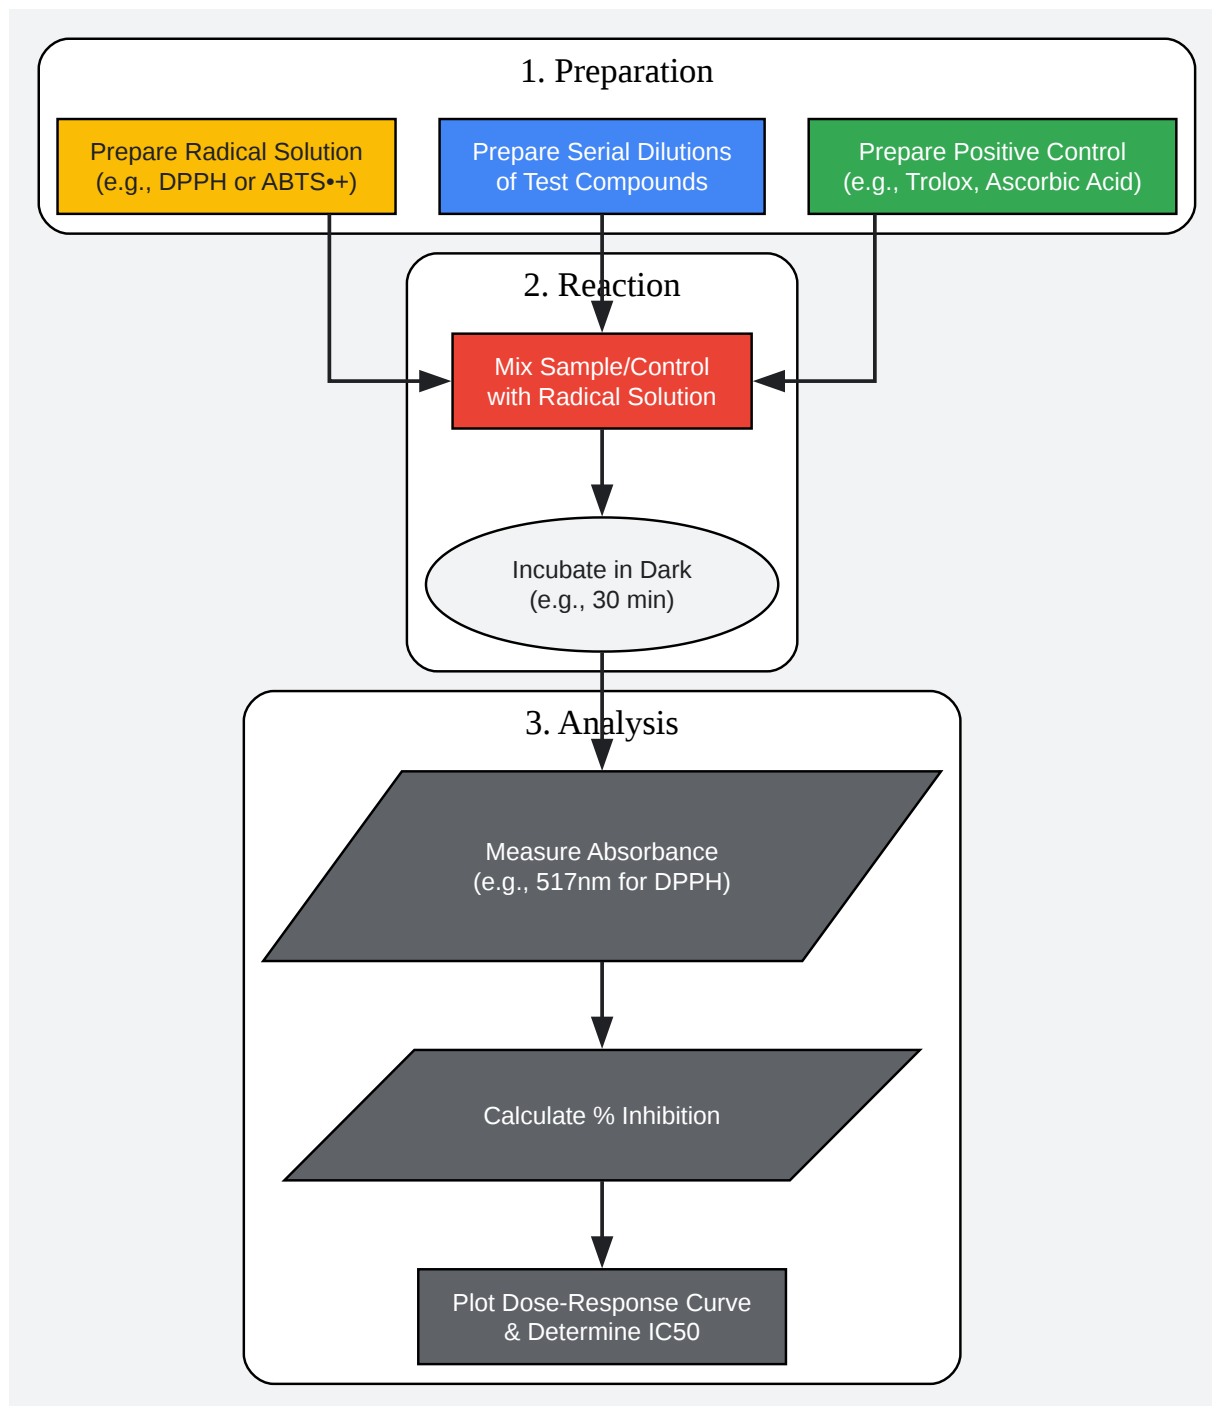 1. Preparation
Prepare Radical Solution
(e.g., DPPH or ABTS•+)
Prepare Serial Dilutions
of Test Compounds
Prepare Positive Control
(e.g., Trolox, Ascorbic Acid)
2. Reaction
Mix Sample/Control
with Radical Solution
Incubate in Dark
(e.g., 30 min)
3. Analysis
Measure Absorbance
(e.g., 517nm for DPPH)
Calculate % Inhibition
Plot Dose-Response Curve
& Determine IC50